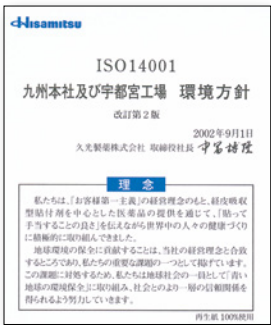 Hisamitsu
ISO14001
九州本社及び宇都宮工場 環境方針
改訂第2版
2002年9月1日
久光製薬株式会社 取締役社長 中冨博隆
理 念
私たちは、「お客様第一主義」の経営理念のもと、経皮吸収
型貼付剤を中心とした医薬品の提供を通じて、「貼って
手当することの良さ」を伝えながら世界中の人々の健康づくり
に積極的に取り組んできました。
地球環境の保全に貢献することは、当社の経営理念と合致
するところであり、私たちの重要な課題の一つとして掲げています。
この課題に対処するため、私たちは地球社会の一員として「青い
地球の環境保全」に取り組み、社会とのより一層の信頼関係を
得られるよう努力していきます。
再生紙 100%使用